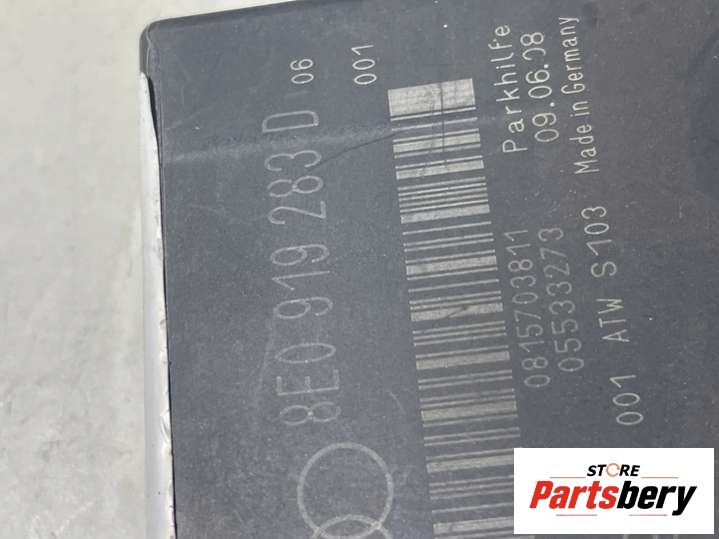 8E0 919 283 D 06 001
Parkhilfe
0815703811 09.06.08
05533273 Made in Germany
001 ATW S103
STORE
Partsbery